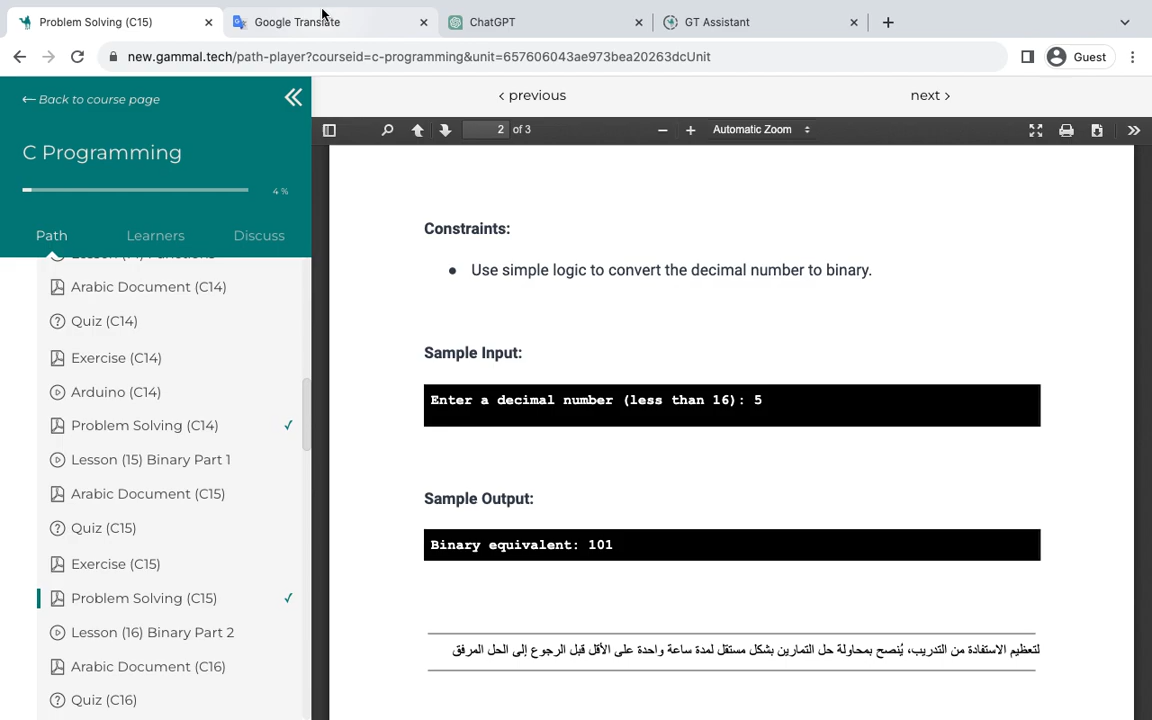 Problem Solving (C15)
Google Translate
ChatGPT
GT Assistant
new.gammal.tech/path-player?courseid=c-programming&unit=657606043ae973bea20263dcUnit
Guest
← Back to course page
C Programming
4 %
Path
Learners
Discuss
Lesson (14) Functions
Arabic Document (C14)
Quiz (C14)
Exercise (C14)
Arduino (C14)
Problem Solving (C14) ✓
Lesson (15) Binary Part 1
Arabic Document (C15)
Quiz (C15)
Exercise (C15)
Problem Solving (C15) ✓
Lesson (16) Binary Part 2
Arabic Document (C16)
Quiz (C16)
‹ previous
next ›
2 of 3
Automatic Zoom
Constraints:
● Use simple logic to convert the decimal number to binary.
Sample Input:
Enter a decimal number (less than 16): 5
Sample Output:
Binary equivalent: 101
لتعظيم الاستفادة من التدريب، يُنصح بمحاولة حل التمارين بشكل مستقل لمدة ساعة واحدة على الأقل قبل الرجوع إلى الحل المرفق